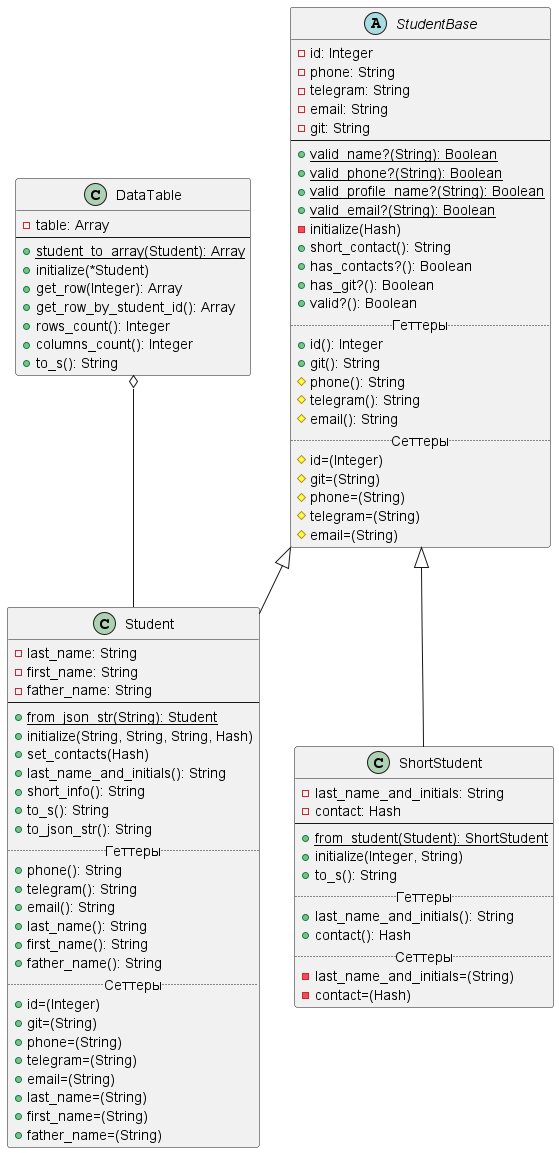 A StudentBase
id: Integer
phone: String
telegram: String
email: String
git: String
valid_name?(String): Boolean
valid_phone?(String): Boolean
valid_profile_name?(String): Boolean
valid_email?(String): Boolean
initialize(Hash)
short_contact(): String
has_contacts?(): Boolean
has_git?(): Boolean
valid?(): Boolean
Геттеры
id(): Integer
git(): String
phone(): String
telegram(): String
email(): String
Сеттеры
id=(Integer)
git=(String)
phone=(String)
telegram=(String)
email=(String)
C DataTable
table: Array
student_to_array(Student): Array
initialize(*Student)
get_row(Integer): Array
get_row_by_student_id(): Array
rows_count(): Integer
columns_count(): Integer
to_s(): String
C Student
last_name: String
first_name: String
father_name: String
from_json_str(String): Student
initialize(String, String, String, Hash)
set_contacts(Hash)
last_name_and_initials(): String
short_info(): String
to_s(): String
to_json_str(): String
Геттеры
phone(): String
telegram(): String
email(): String
last_name(): String
first_name(): String
father_name(): String
Сеттеры
id=(Integer)
git=(String)
phone=(String)
telegram=(String)
email=(String)
last_name=(String)
first_name=(String)
father_name=(String)
C ShortStudent
last_name_and_initials: String
contact: Hash
from_student(Student): ShortStudent
initialize(Integer, String)
to_s(): String
Геттеры
last_name_and_initials(): String
contact(): Hash
Сеттеры
last_name_and_initials=(String)
contact=(Hash)